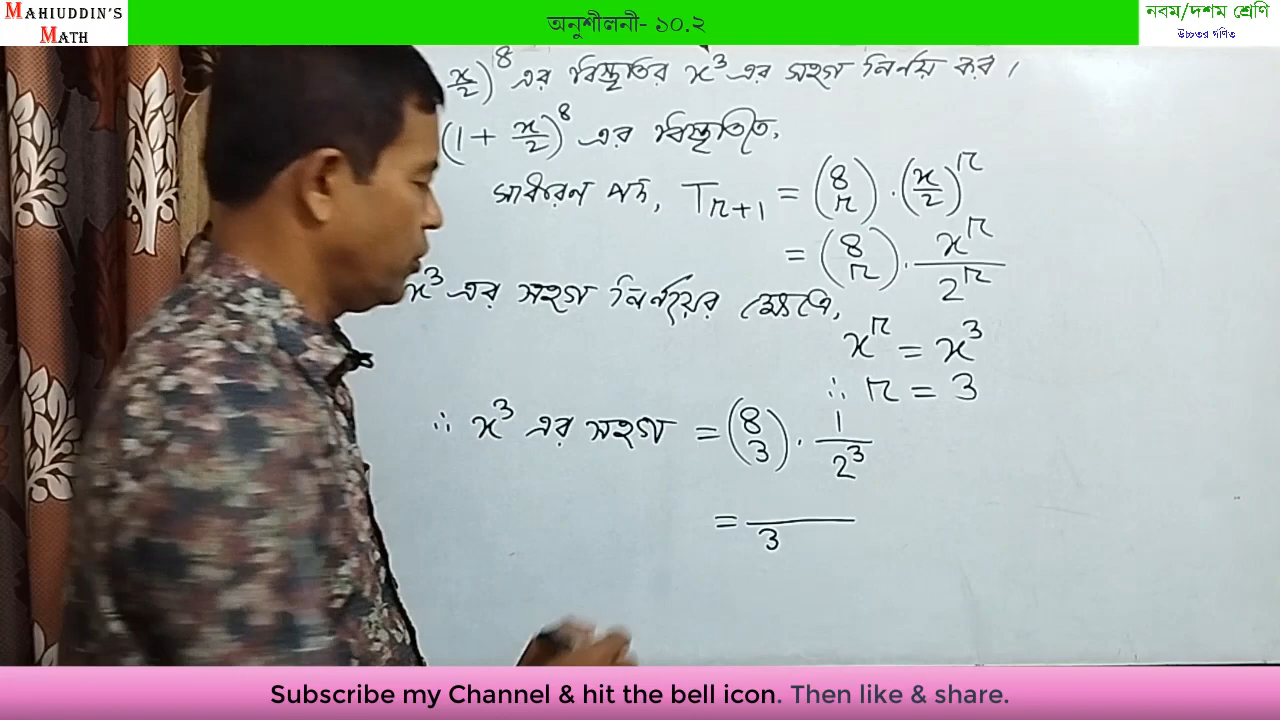 MAHIUDDIN'S
MATH
অনুশীলনী- ১০.২
নবম/দশম শ্রেণি
উচ্চতর গণিত
x/2)^8 এর বিস্তৃতির x^3 এর সহগ নির্ণয় কর।
(1 + x/2)^8 এর বিস্তৃতিতে,
সাধারন পদ, T_{r+1} = (8 r) · (x/2)^r
= (8 r) · x^r/2^r
x^3 এর সহগ নির্ণয়ের ক্ষেত্রে,
x^r = x^3
∴ r = 3
∴ x^3 এর সহগ = (8 3) · 1/2^3
= /3
Subscribe my Channel & hit the bell icon. Then like & share.